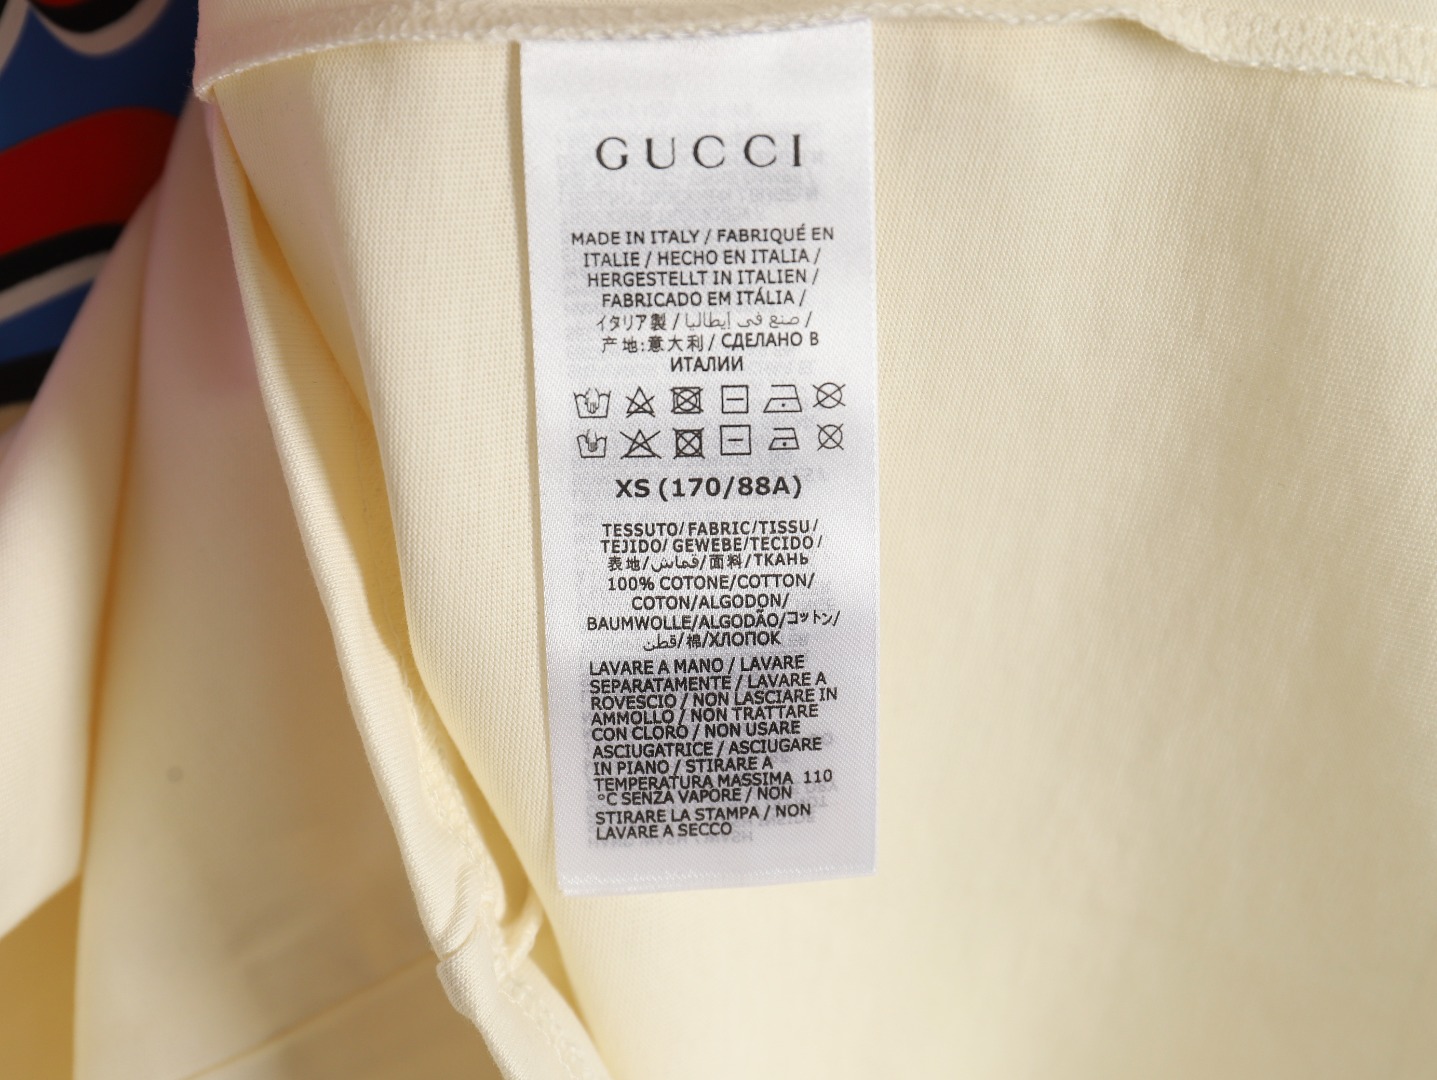 GUCCI
MADE IN ITALY / FABRIQUÉ EN
ITALIE / HECHO EN ITALIA /
HERGESTELLT IN ITALIEN /
FABRICADO EM ITÁLIA /
イタリア製 / صنع في إيطاليا /
产地:意大利 / СДЕЛАНО В
ИТАЛИИ
XS (170/88A)
TESSUTO/FABRIC/TISSU/
TEJIDO/GEWEBE/TECIDO/
表地/قماش/面料/ТКАНЬ
100% COTONE/COTTON/
COTON/ALGODON/
BAUMWOLLE/ALGODÃO/コットン/
قطن/棉/ХЛОПОК
LAVARE A MANO / LAVARE
SEPARATAMENTE / LAVARE A
ROVESCIO / NON LASCIARE IN
AMMOLLO / NON TRATTARE
CON CLORO / NON USARE
ASCIUGATRICE / ASCIUGARE
IN PIANO / STIRARE A
TEMPERATURA MASSIMA 110
°C SENZA VAPORE / NON
STIRARE LA STAMPA / NON
LAVARE A SECCO